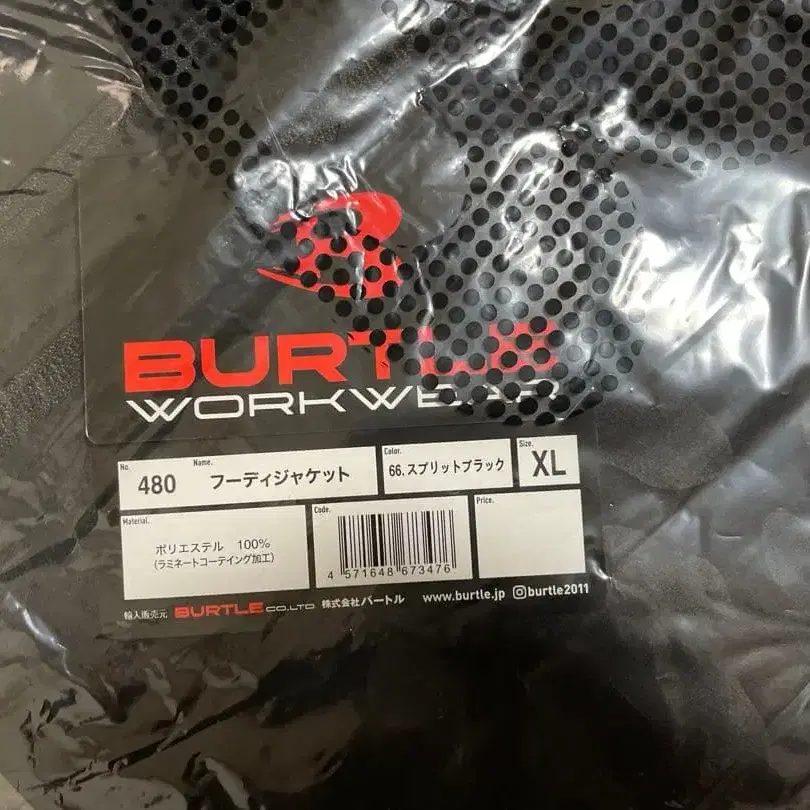 BURTLE
WORKWEAR
No. 480 Name. フーディジャケット Color. 66.スプリットブラック Size. XL
Material. ポリエステル 100%
(ラミネートコーティング加工)
Code. 4 571648 673476
Price.
輸入販売元 BURTLE CO.LTD 株式会社バートル www.burtle.jp burtle2011